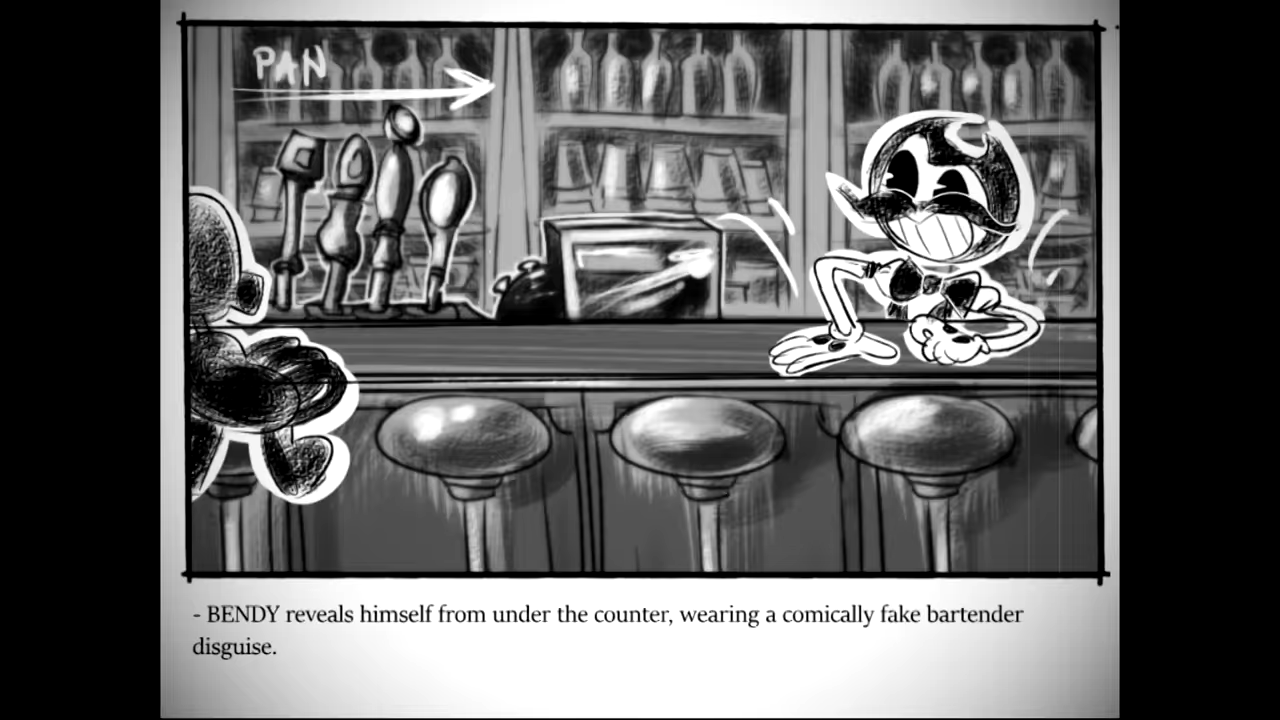 PAN
- BENDY reveals himself from under the counter, wearing a comically fake bartender
disguise.